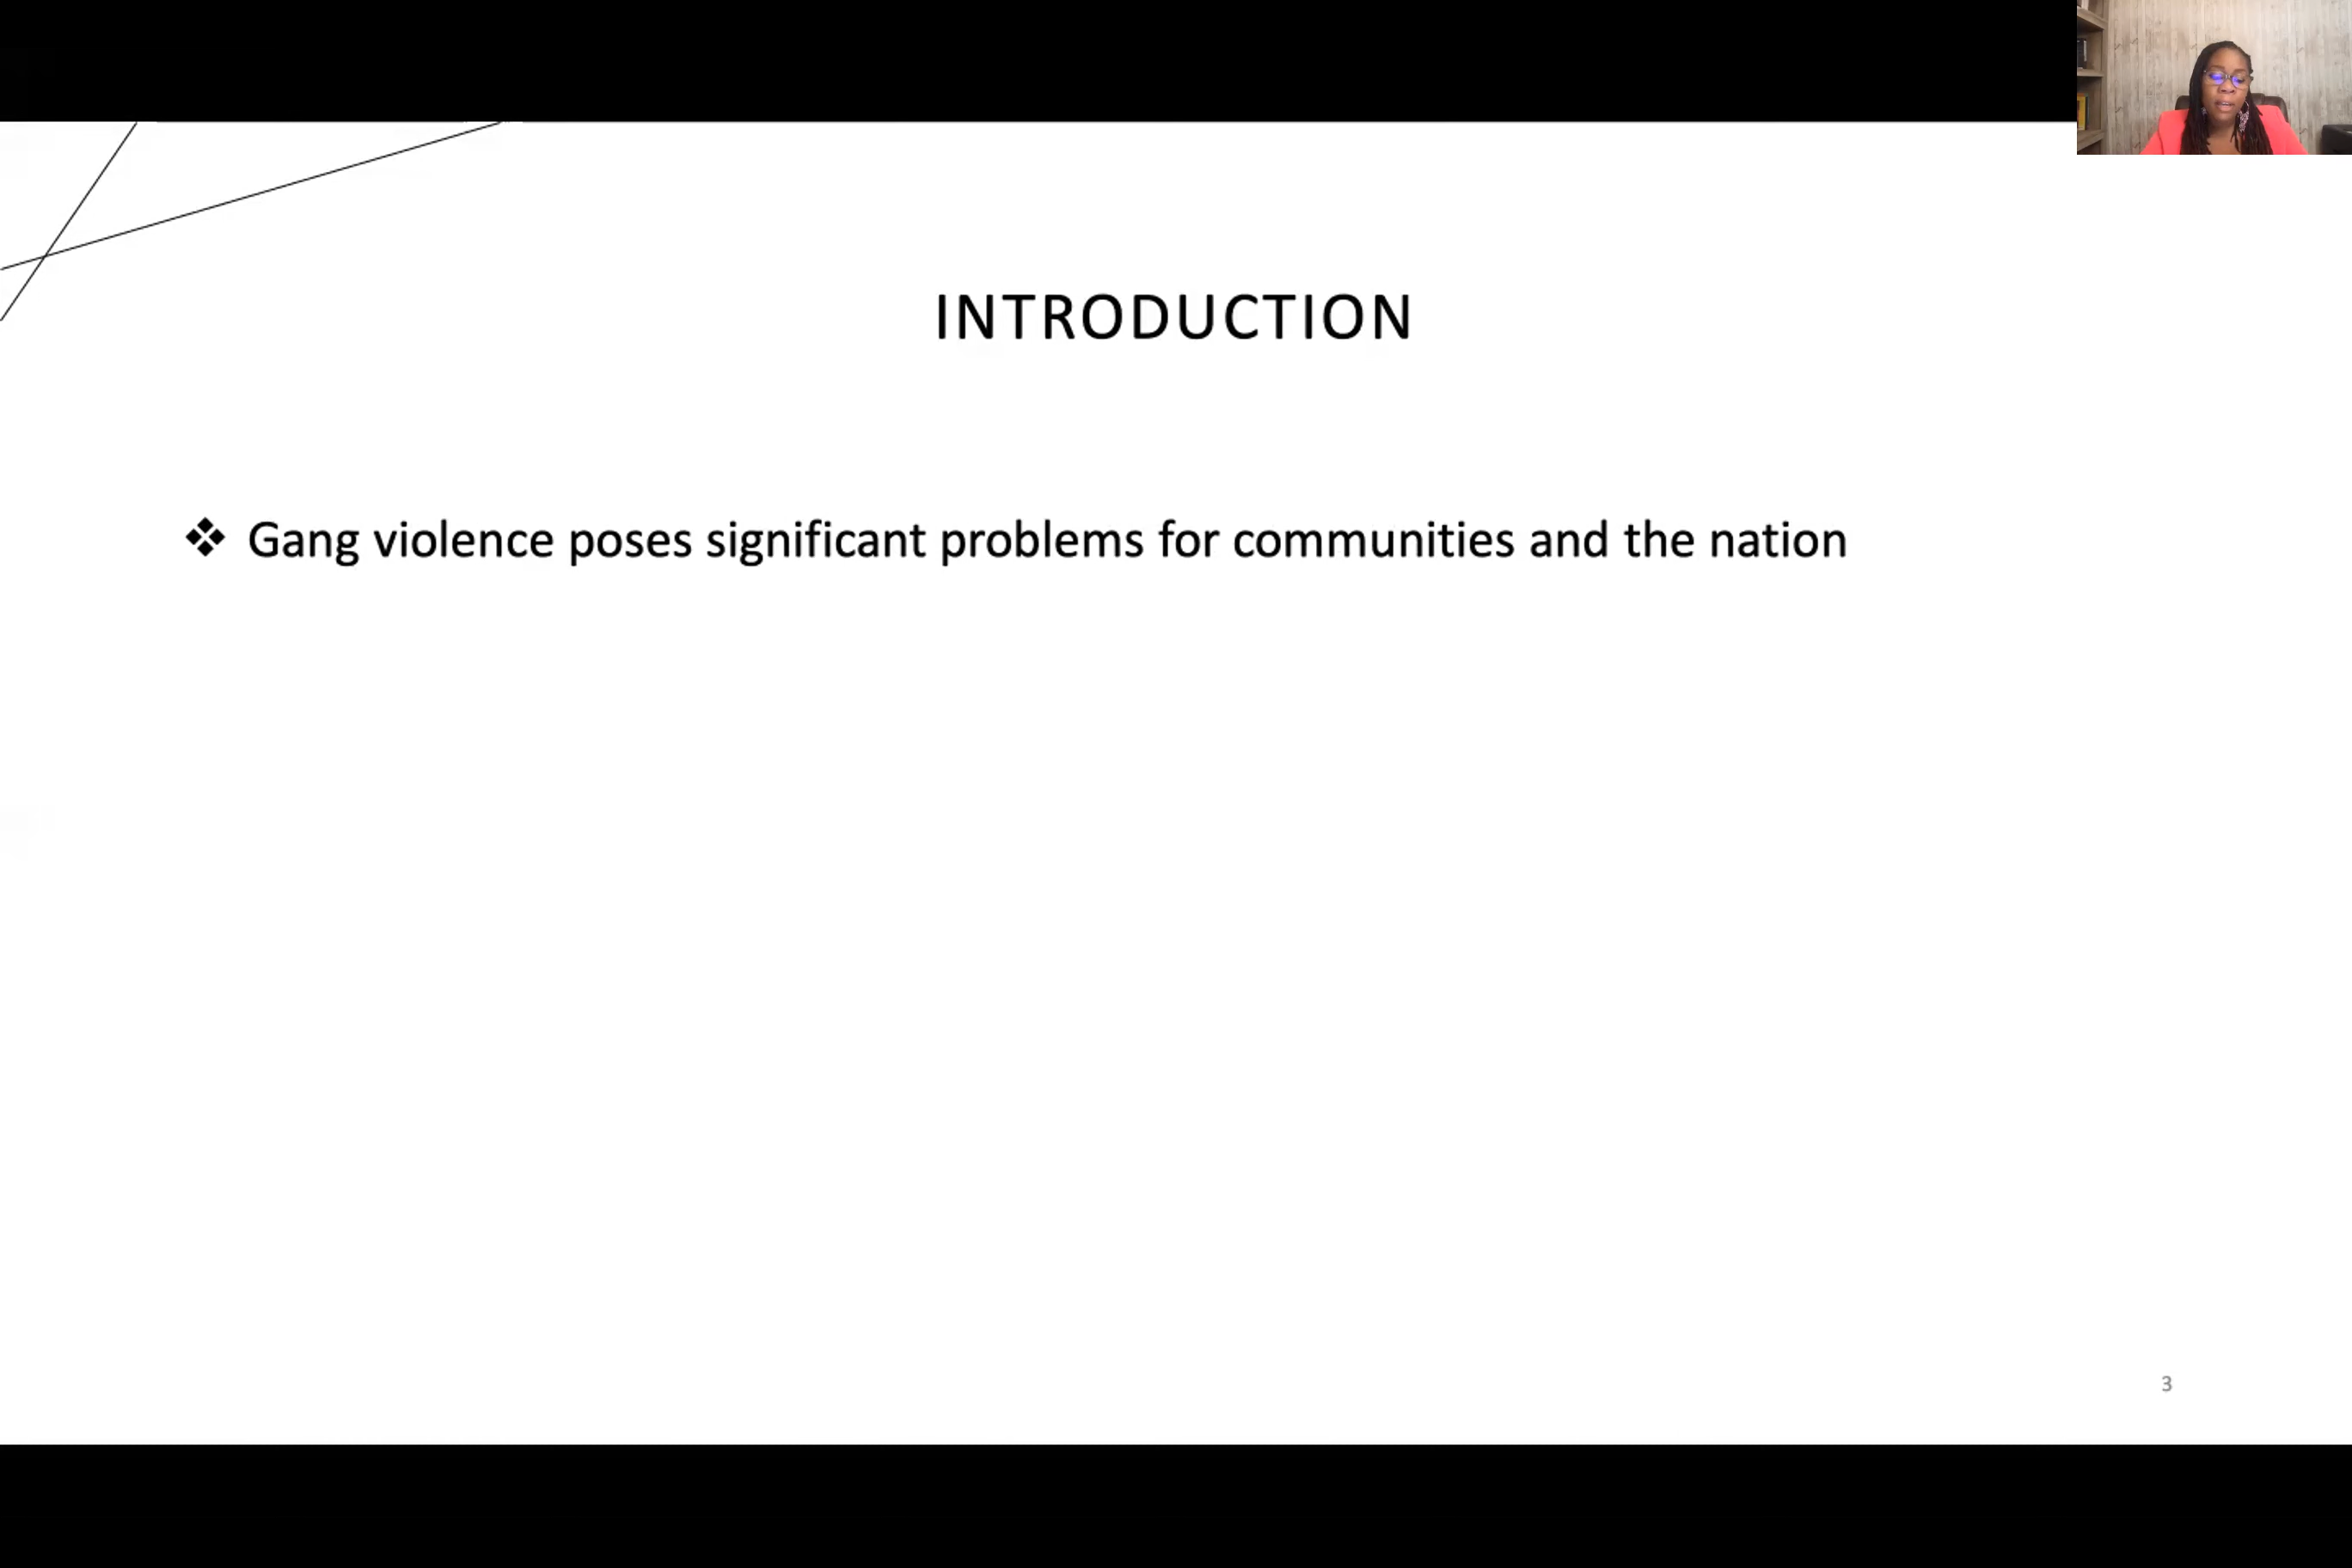 INTRODUCTION
❖ Gang violence poses significant problems for communities and the nation
3